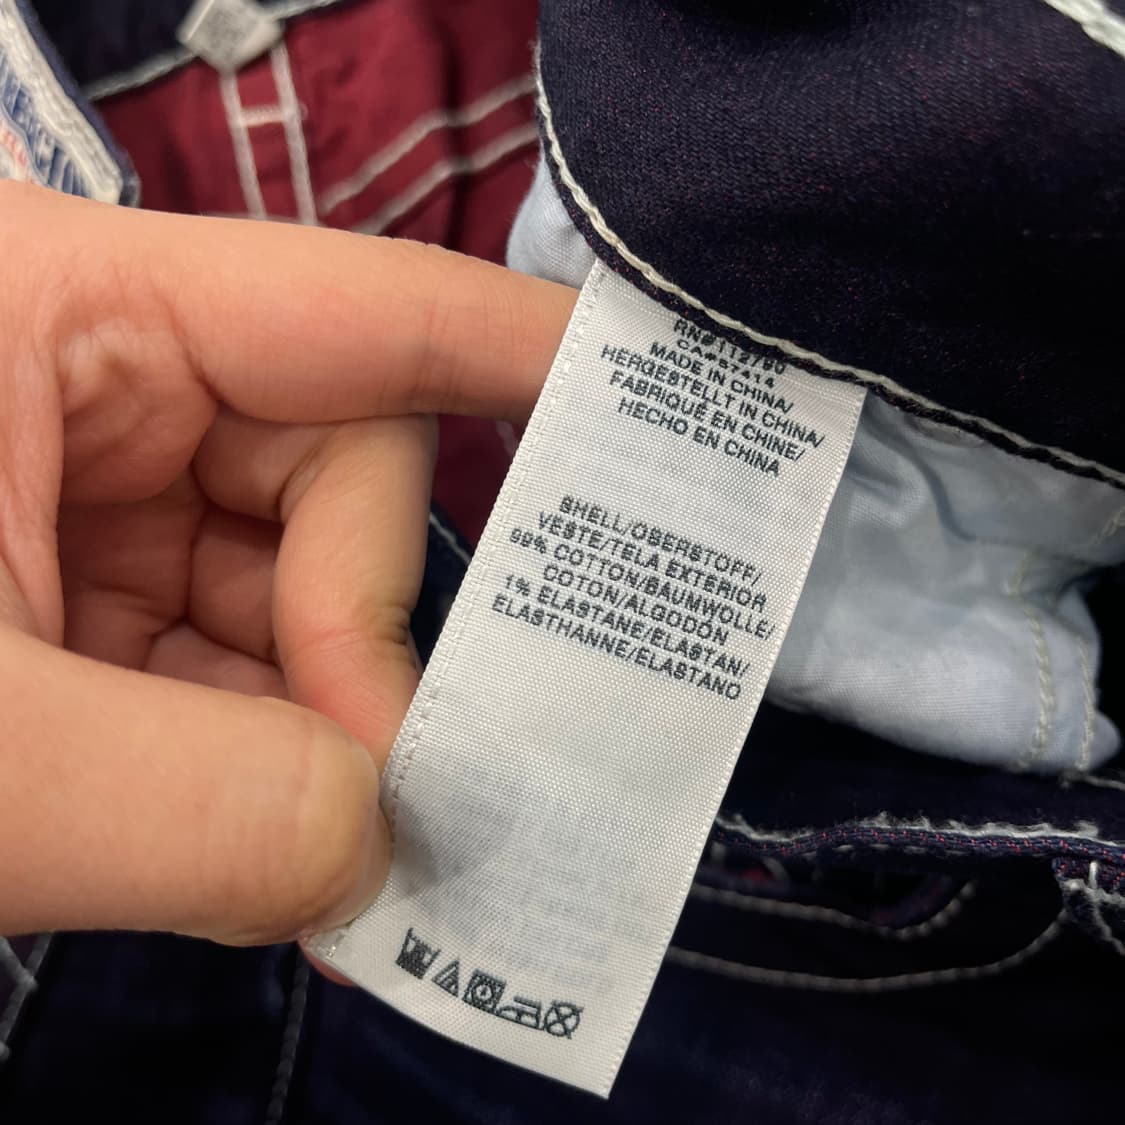 RN#112790
CA#57414
MADE IN CHINA/
HERGESTELLT IN CHINA/
FABRIQUÉ EN CHINE/
HECHO EN CHINA
SHELL/OBERSTOFF/
VESTE/TELA EXTERIOR
99% COTTON/BAUMWOLLE/
COTON/ALGODÓN
1% ELASTANE/ELASTAN/
ELASTHANNE/ELASTANO